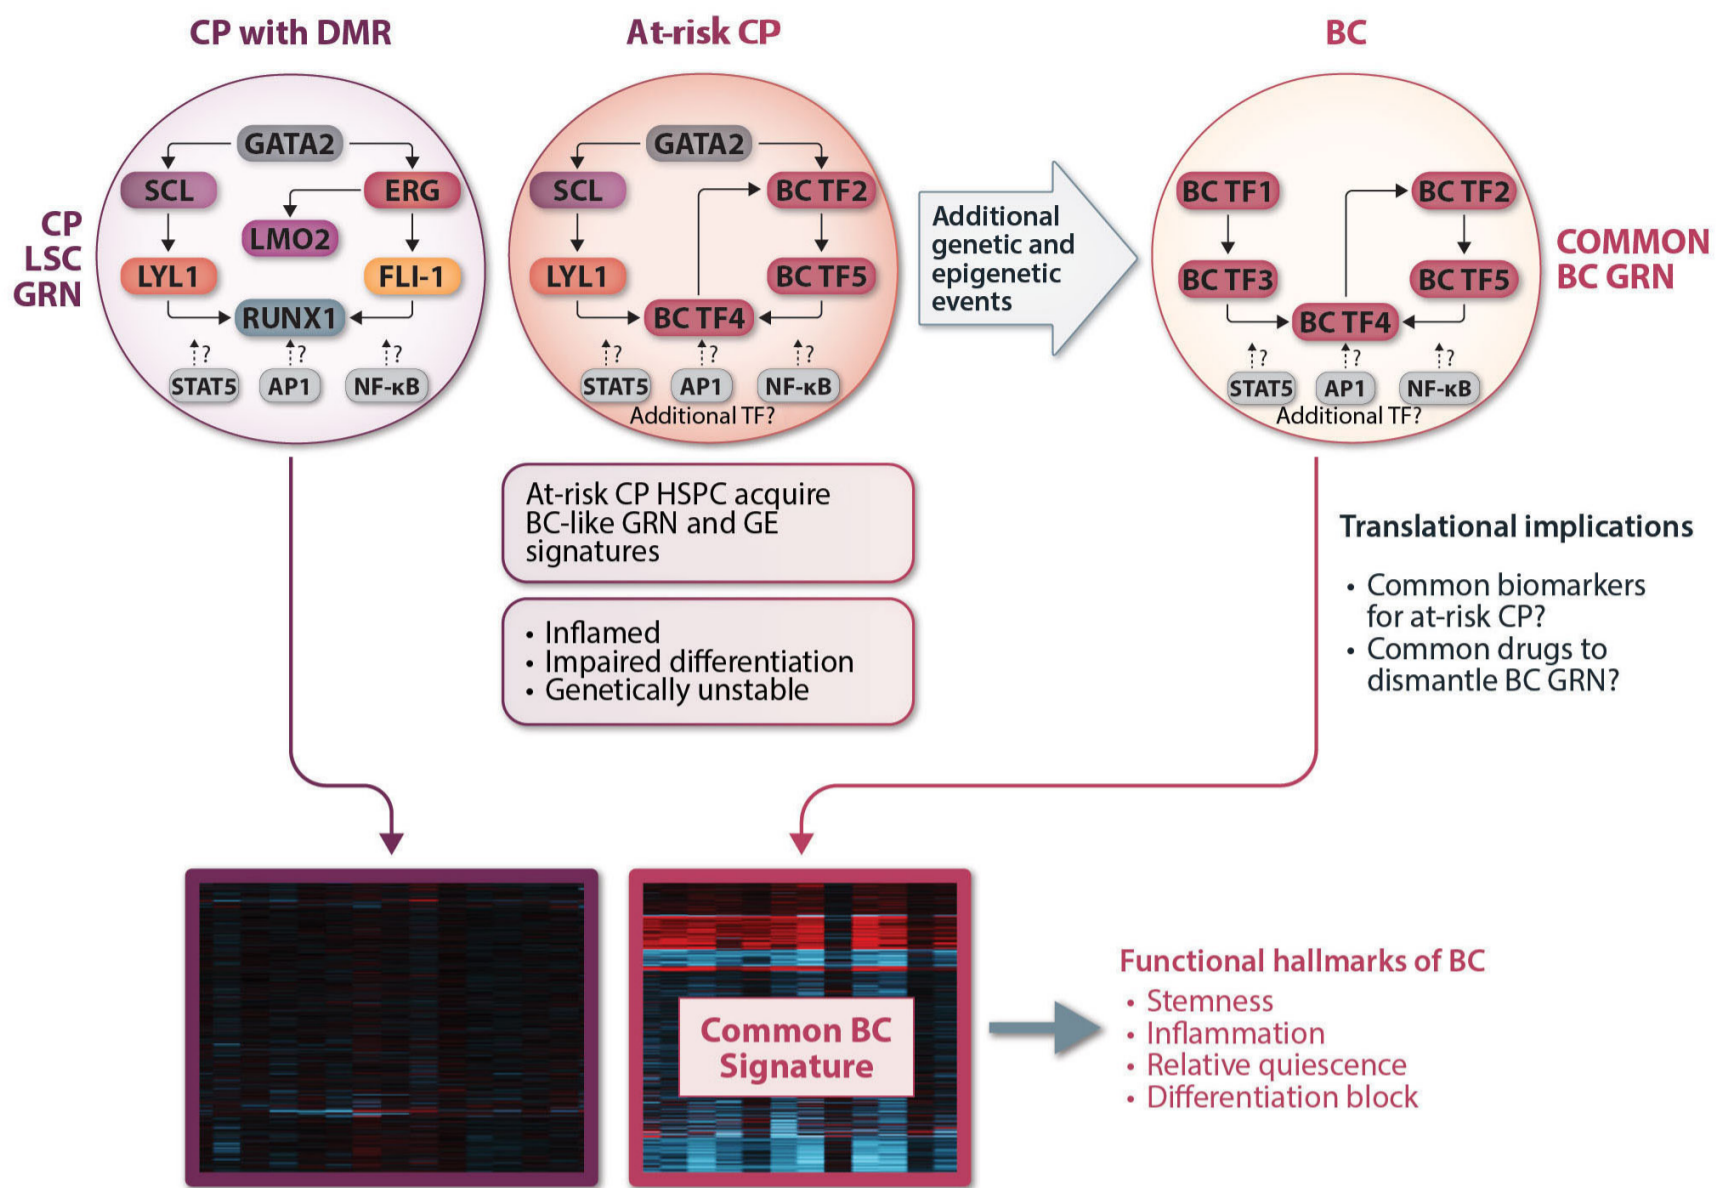 CP with DMR
At-risk CP
BC
CP
LSC
GRN
GATA2
SCL
ERG
LMO2
LYL1
FLI-1
RUNX1
?
?
?
STAT5
AP1
NF-κB
GATA2
SCL
BC TF2
LYL1
BC TF5
BC TF4
?
?
?
STAT5
AP1
NF-κB
Additional TF?
Additional
genetic and
epigenetic
events
BC TF1
BC TF2
BC TF3
BC TF5
BC TF4
?
?
?
STAT5
AP1
NF-κB
Additional TF?
COMMON
BC GRN
At-risk CP HSPC acquire
BC-like GRN and GE
signatures
• Inflamed
• Impaired differentiation
• Genetically unstable
Translational implications
• Common biomarkers
for at-risk CP?
• Common drugs to
dismantle BC GRN?
Common BC
Signature
Functional hallmarks of BC
• Stemness
• Inflammation
• Relative quiescence
• Differentiation block